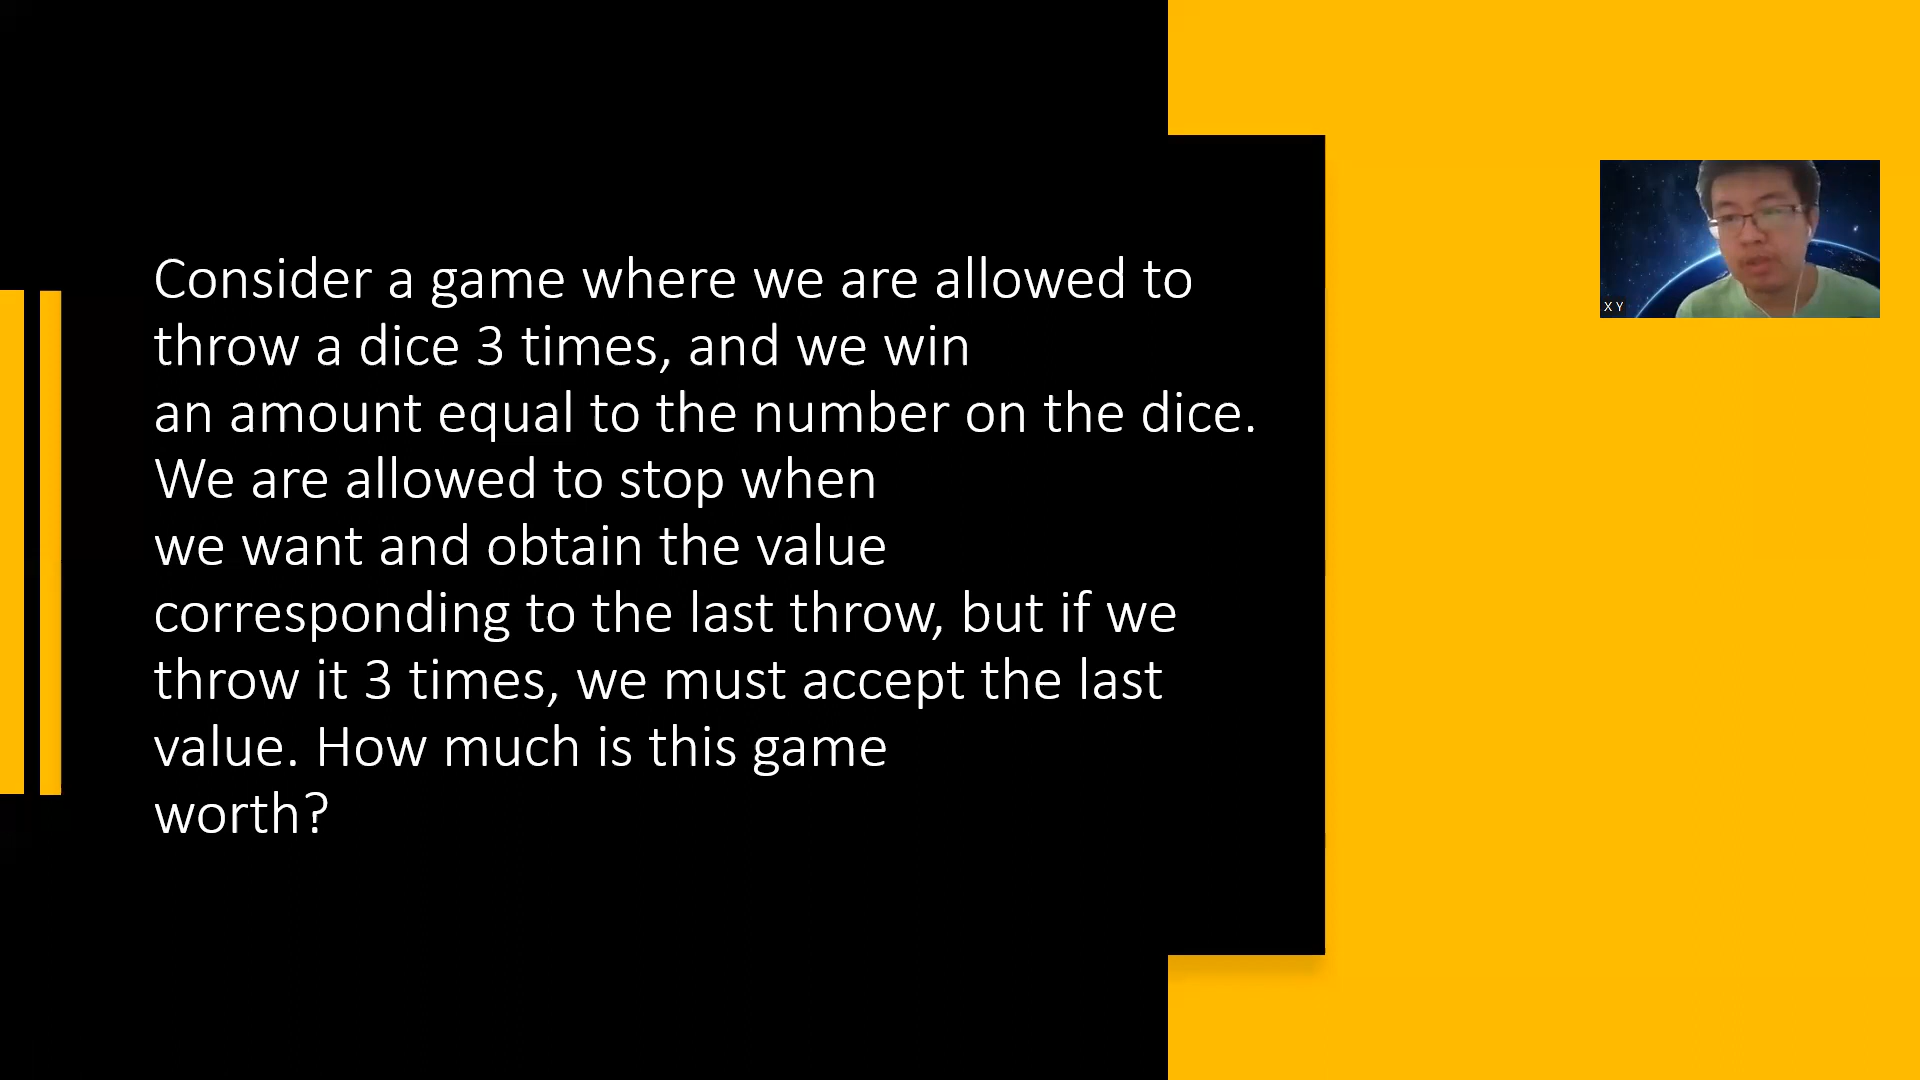 Consider a game where we are allowed to
throw a dice 3 times, and we win
an amount equal to the number on the dice.
We are allowed to stop when
we want and obtain the value
corresponding to the last throw, but if we
throw it 3 times, we must accept the last
value. How much is this game
worth?
X Y